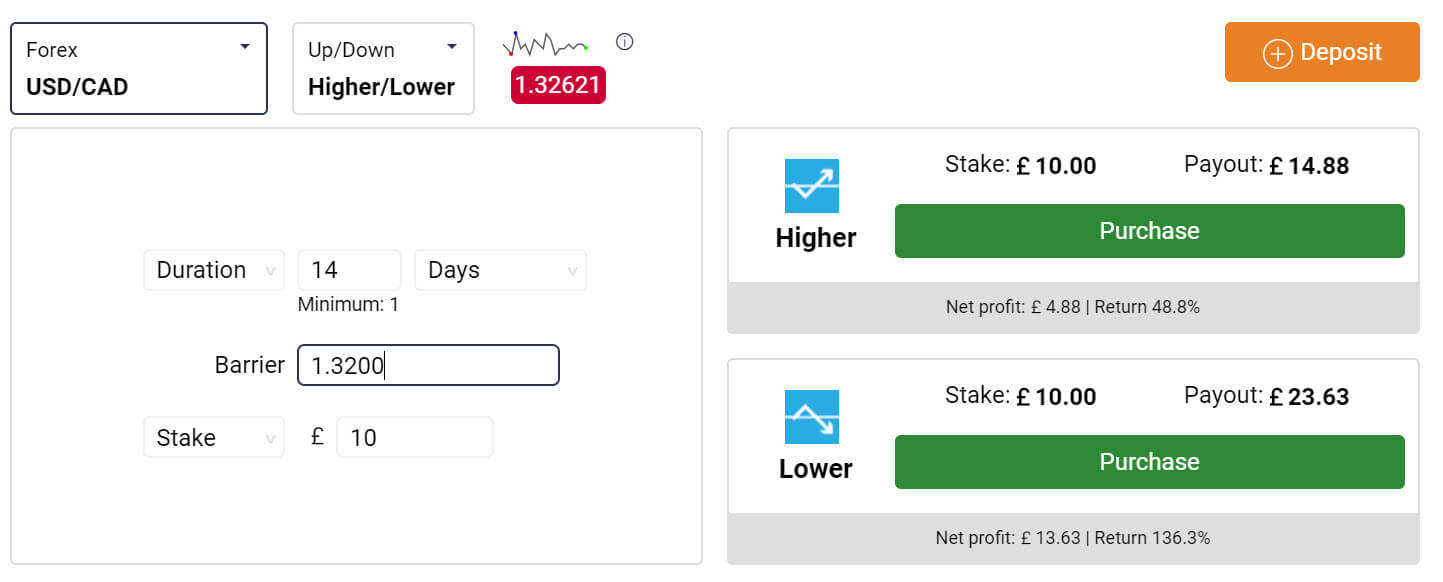 Forex
USD/CAD
Up/Down
Higher/Lower
1.32621
Deposit
Duration
14
Days
Minimum: 1
Barrier
1.3200
Stake
£
10
Higher
Stake: £ 10.00
Payout: £ 14.88
Purchase
Net profit: £ 4.88 | Return 48.8%
Lower
Stake: £ 10.00
Payout: £ 23.63
Purchase
Net profit: £ 13.63 | Return 136.3%